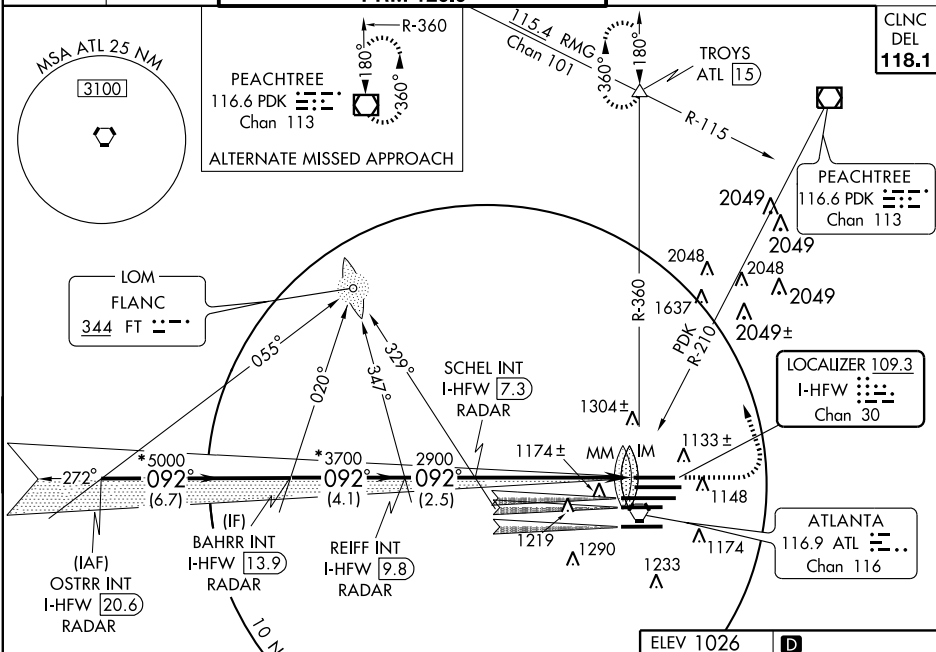 MSA ATL 25 NM
3100
R-360
180°
360°
PEACHTREE
116.6 PDK
Chan 113
ALTERNATE MISSED APPROACH
115.4 RMG
Chan 101
180°
360°
TROYS
ATL 15
R-115
CLNC
DEL
118.1
PEACHTREE
116.6 PDK
Chan 113
2049
2049
2048
2048
2049
1637
2049±
R-360
PDK
R-210
LOM
FLANC
344 FT
055°
020°
347°
329°
SCHEL INT
I-HFW 7.3
RADAR
LOCALIZER 109.3
I-HFW
Chan 30
1304±
1174±
MM
IM
1133±
272°
*5000
092°
(6.7)
*3700
092°
(4.1)
2900
092°
(2.5)
1148
1219
1290
1233
1174
ATLANTA
116.9 ATL
Chan 116
(IAF)
OSTRR INT
I-HFW 20.6
RADAR
(IF)
BAHRR INT
I-HFW 13.9
RADAR
REIFF INT
I-HFW 9.8
RADAR
10 N
ELEV 1026
D